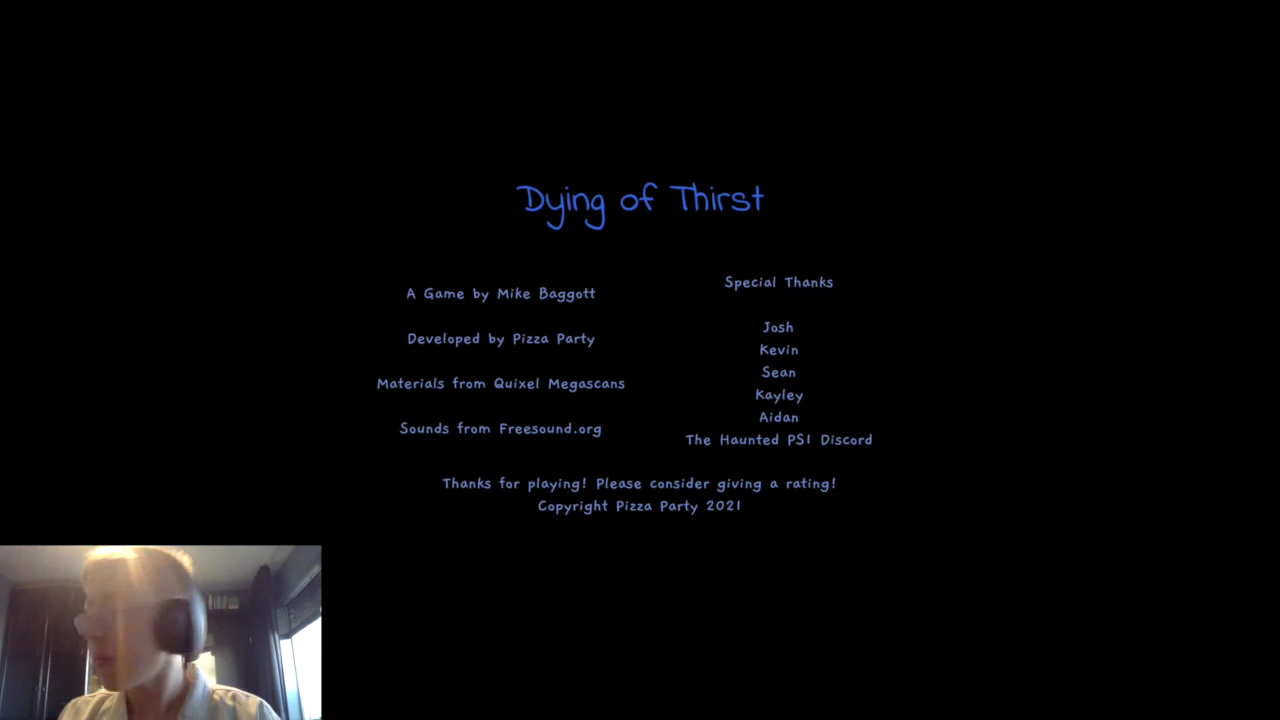 Dying of Thirst
A Game by Mike Baggott
Developed by Pizza Party
Materials from Quixel Megascans
Sounds from Freesound.org
Special Thanks
Josh
Kevin
Sean
Kayley
Aidan
The Haunted PS1 Discord
Thanks for playing! Please consider giving a rating!
Copyright Pizza Party 2021